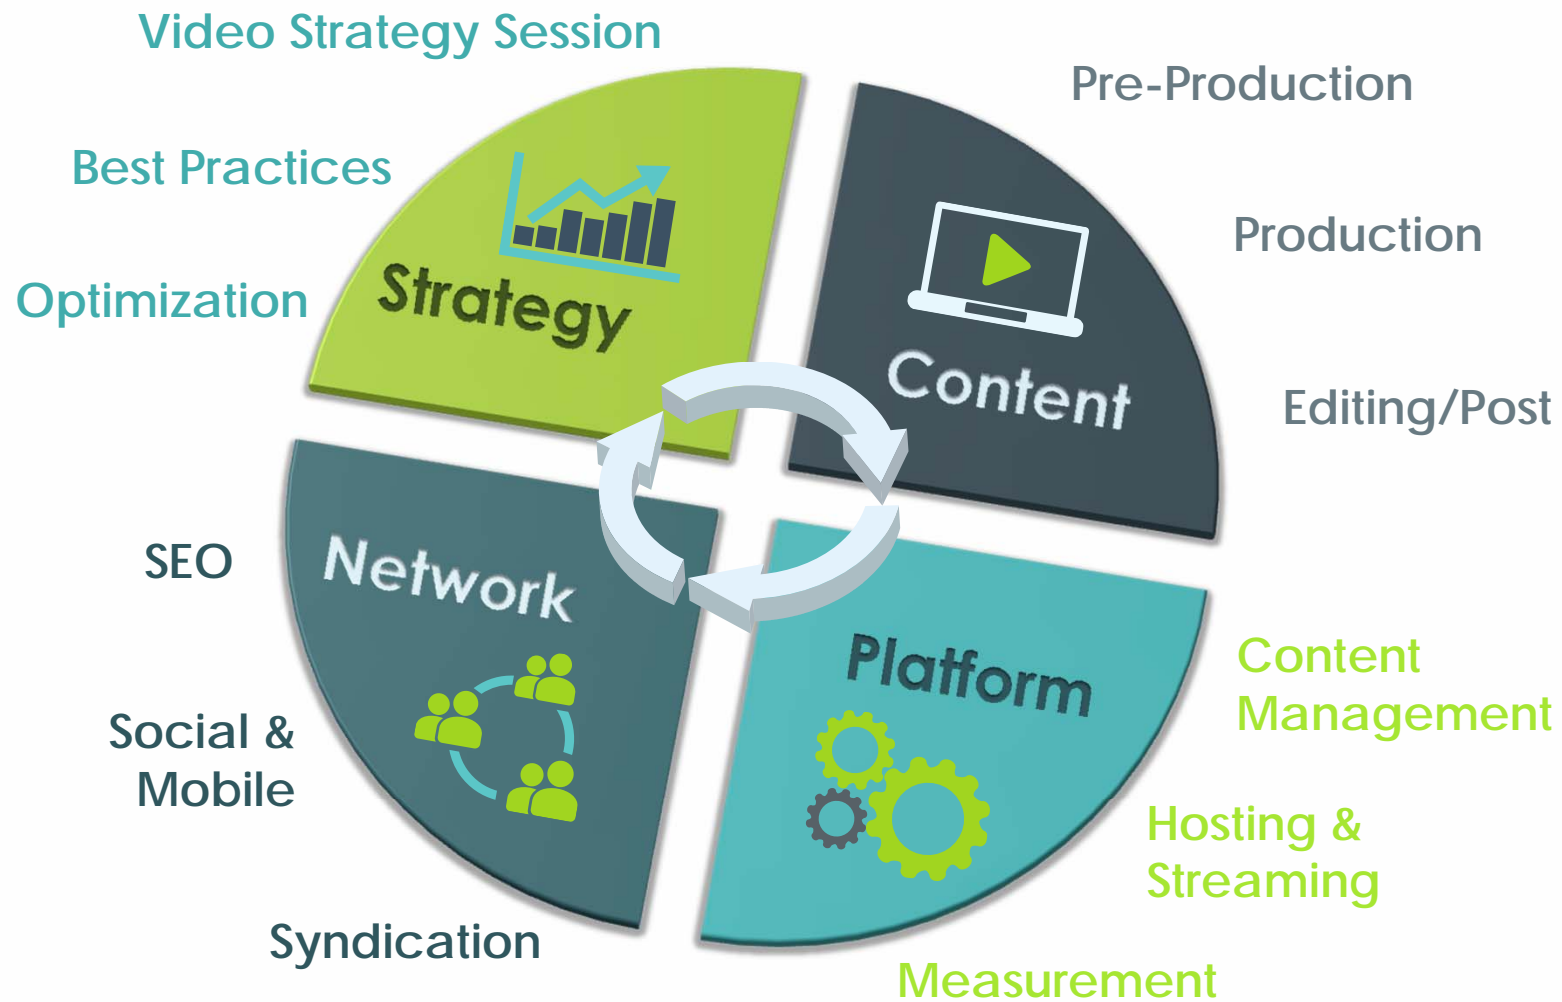 Video Strategy Session
Best Practices
Optimization
Strategy
Pre-Production
Production
Editing/Post
Content
SEO
Social &
Mobile
Syndication
Network
Platform
Content
Management
Hosting &
Streaming
Measurement